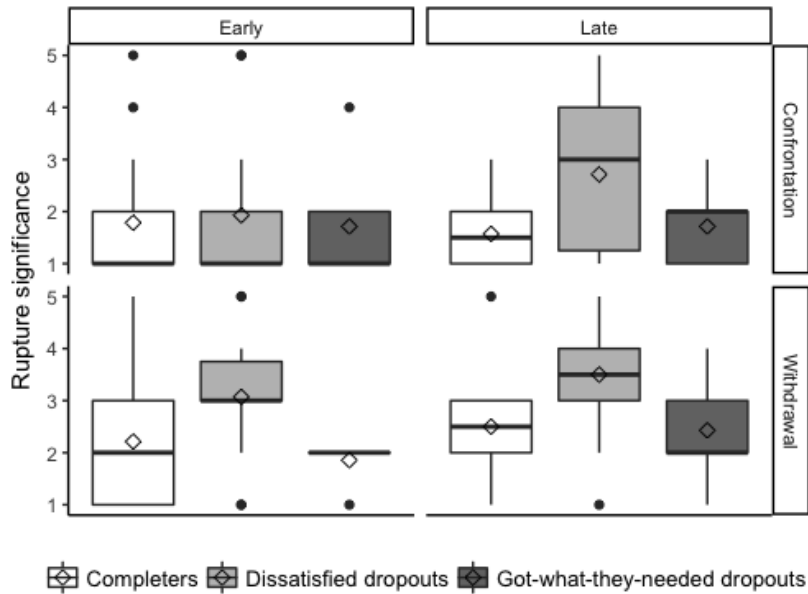 Early
Late
Rupture significance
5
4
3
2
1
Confrontation
5
4
3
2
1
Withdrawal
Completers
Dissatisfied dropouts
Got-what-they-needed dropouts